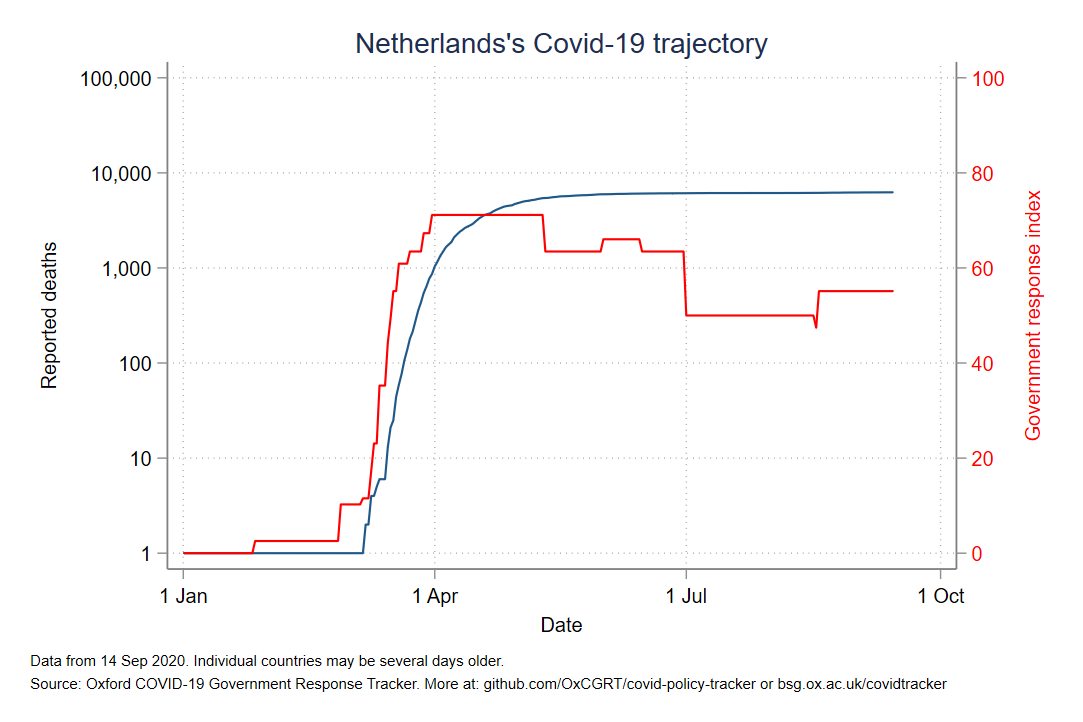 Netherlands's Covid-19 trajectory
100,000
10,000
1,000
100
10
1
Reported deaths
100
80
60
40
20
0
Government response index
1 Jan
1 Apr
1 Jul
1 Oct
Date
Data from 14 Sep 2020. Individual countries may be several days older.
Source: Oxford COVID-19 Government Response Tracker. More at: github.com/OxCGRT/covid-policy-tracker or bsg.ox.ac.uk/covidtracker